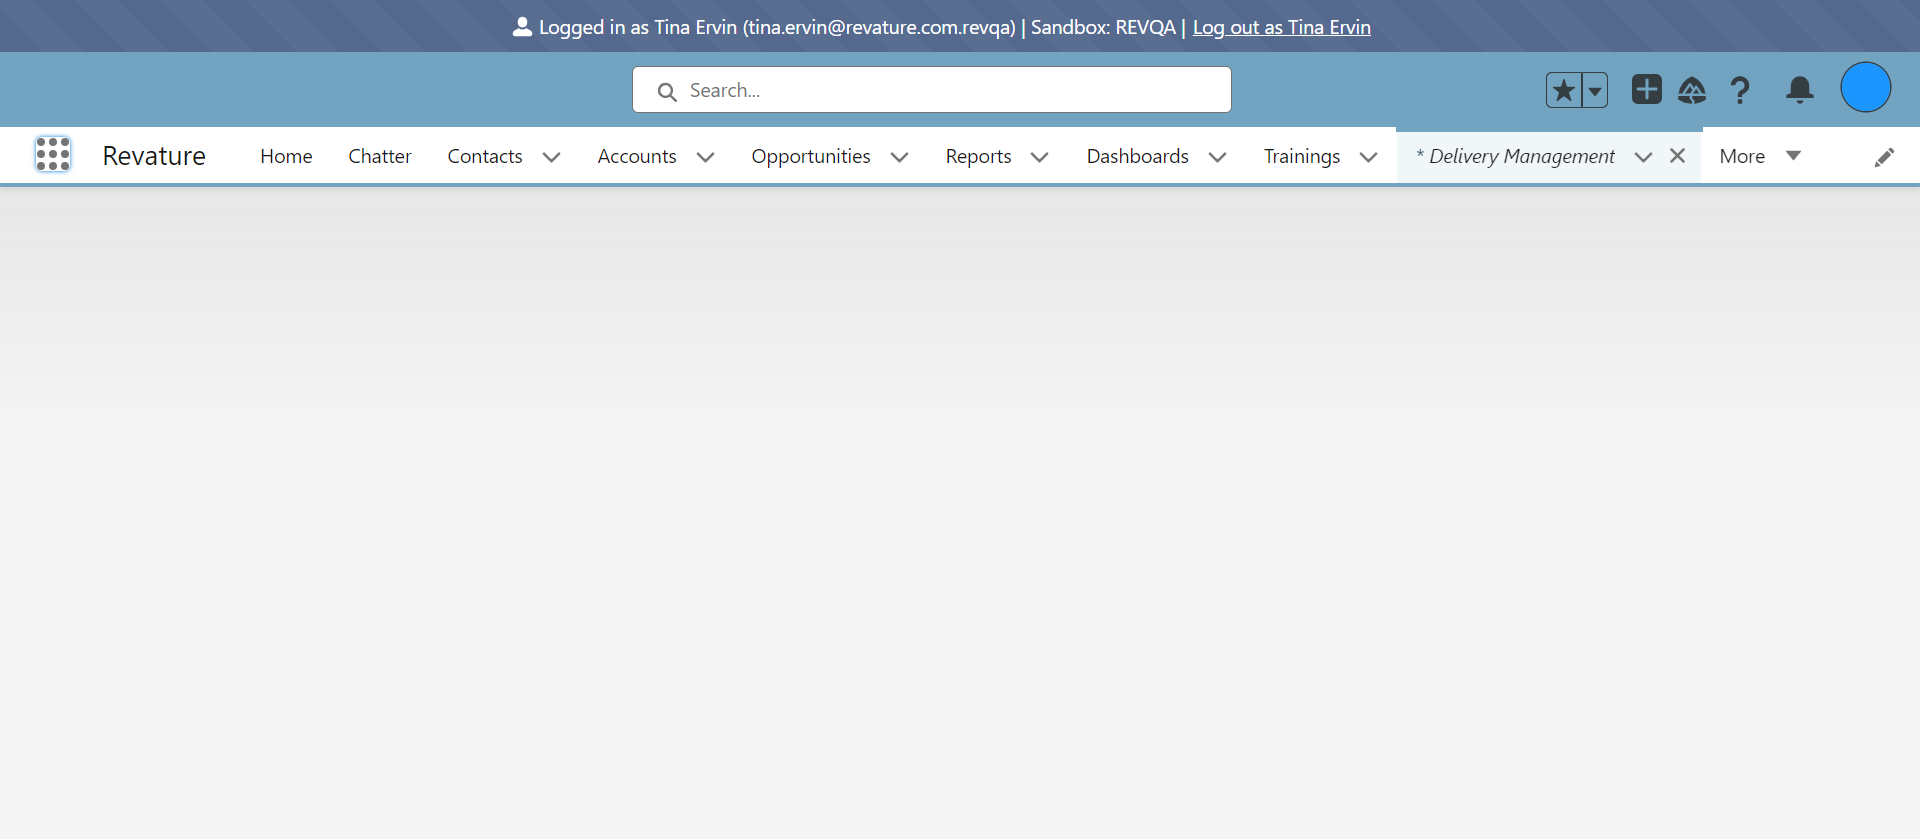 Logged in as Tina Ervin (tina.ervin@revature.com.revqa) | Sandbox: REVQA | Log out as Tina Ervin
Search...
Revature Home Chatter Contacts Accounts Opportunities Reports Dashboards Trainings * Delivery Management More